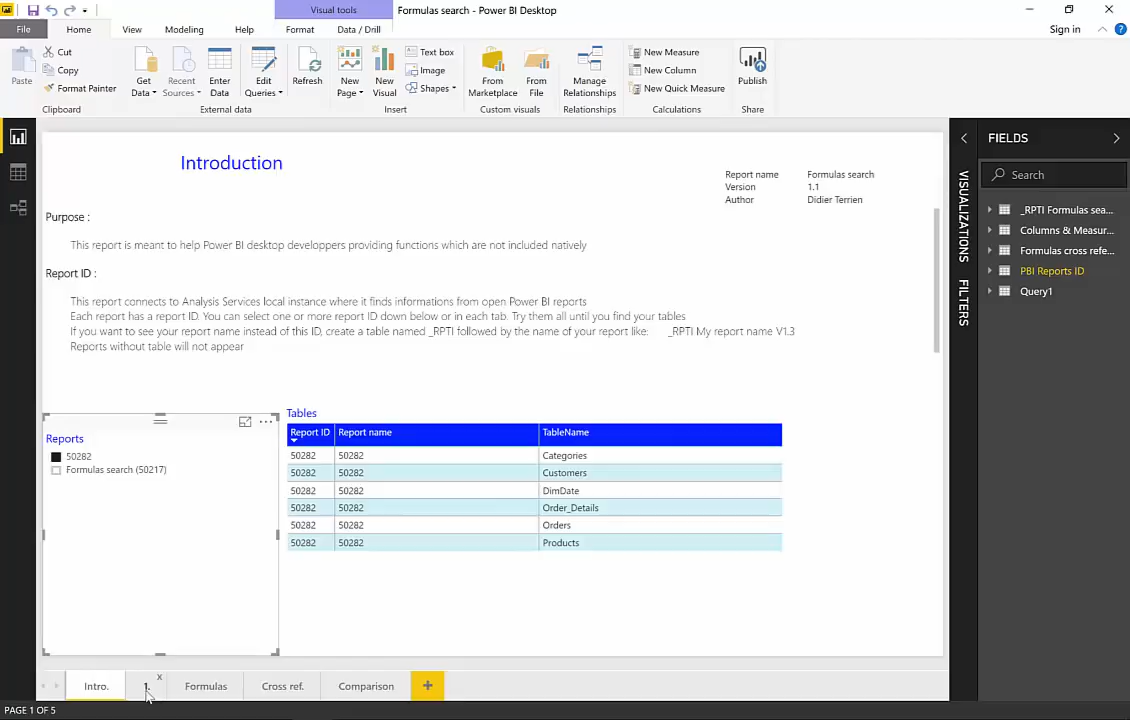 Visual tools
Formulas search - Power BI Desktop
File
Home
View
Modeling
Help
Format
Data / Drill
Sign in
Paste
Cut
Copy
Format Painter
Clipboard
Get Data
Recent Sources
Enter Data
Edit Queries
External data
Refresh
New Page
New Visual
Text box
Image
Shapes
Insert
From Marketplace
From File
Custom visuals
Manage Relationships
Relationships
New Measure
New Column
New Quick Measure
Calculations
Publish
Share
Introduction
Report name Formulas search
Version 1.1
Author Didier Terrien
Purpose :
This report is meant to help Power BI desktop developpers providing functions which are not included natively
Report ID :
This report connects to Analysis Services local instance where it finds informations from open Power BI reports
Each report has a report ID. You can select one or more report ID down below or in each tab. Try them all until you find your tables
If you want to see your report name instead of this ID, create a table named _RPTI followed by the name of your report like: _RPTI My report name V1.3
Reports without table will not appear
Reports
50282
Formulas search (50217)
Tables
Report ID Report name TableName
50282 50282 Categories
50282 50282 Customers
50282 50282 DimDate
50282 50282 Order_Details
50282 50282 Orders
50282 50282 Products
VISUALIZATIONS
FILTERS
FIELDS
Search
_RPTI Formulas sea...
Columns & Measur...
Formulas cross refe...
PBI Reports ID
Query1
Intro.
1.
Formulas
Cross ref.
Comparison
PAGE 1 OF 5